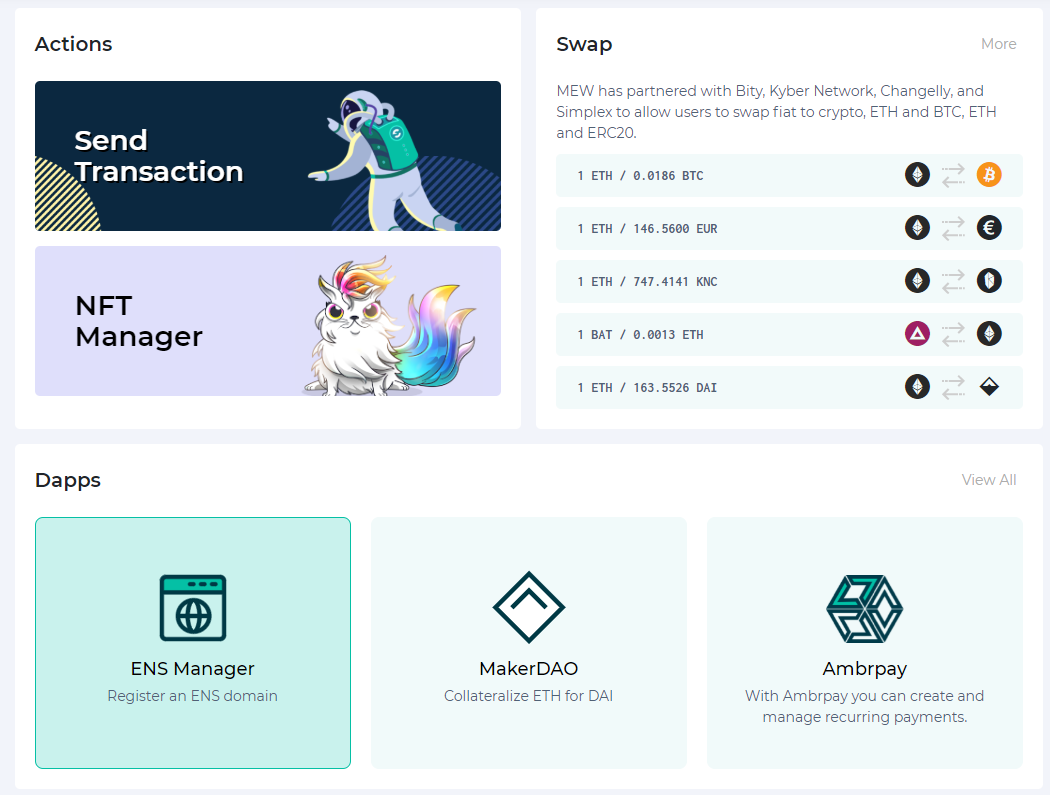 Actions
Send
Transaction
NFT
Manager
Swap
More
MEW has partnered with Bity, Kyber Network, Changelly, and
Simplex to allow users to swap fiat to crypto, ETH and BTC, ETH
and ERC20.
1 ETH / 0.0186 BTC
1 ETH / 146.5600 EUR
1 ETH / 747.4141 KNC
1 BAT / 0.0013 ETH
1 ETH / 163.5526 DAI
Dapps
View All
ENS Manager
Register an ENS domain
MakerDAO
Collateralize ETH for DAI
Ambrpay
With Ambrpay you can create and
manage recurring payments.